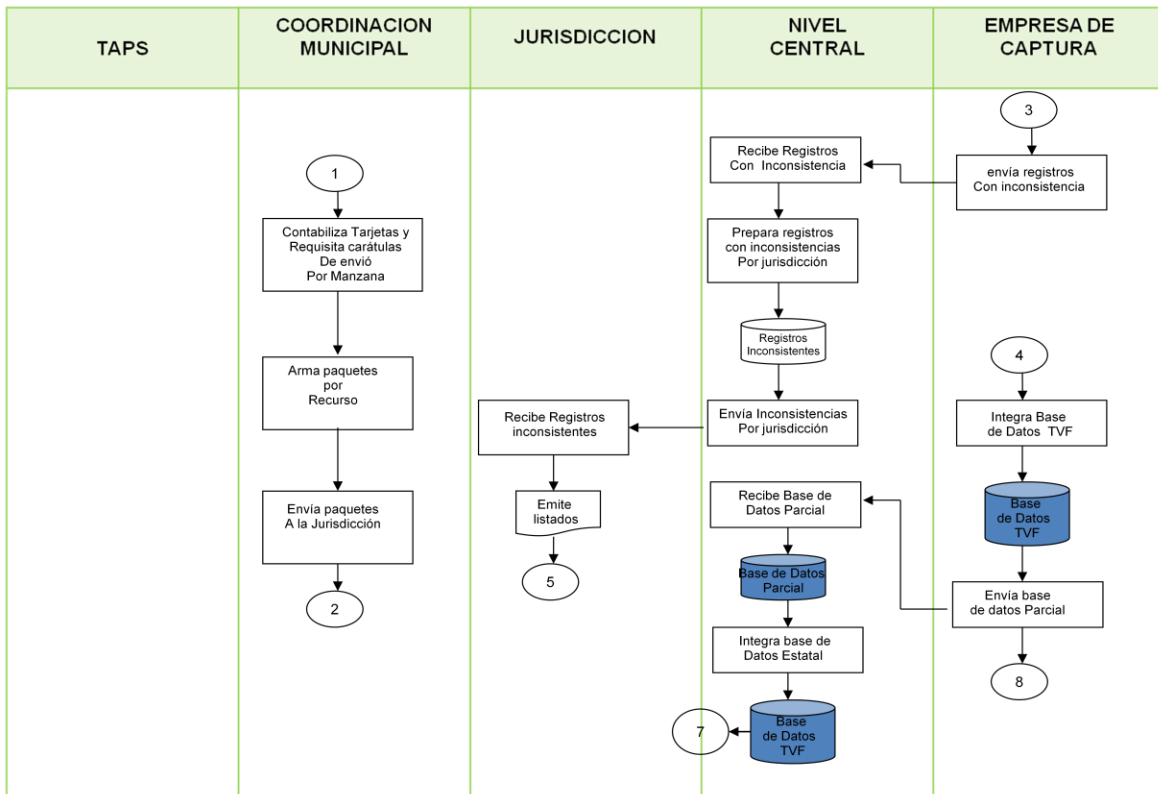 TAPS
COORDINACION
MUNICIPAL
JURISDICCION
NIVEL
CENTRAL
EMPRESA DE
CAPTURA
1
Contabiliza Tarjetas y
Requisita carátulas
De envió
Por Manzana
Arma paquetes
por
Recurso
Envía paquetes
A la Jurisdicción
2
Recibe Registros
inconsistentes
Emite
listados
5
Recibe Registros
Con Inconsistencia
Prepara registros
con inconsistencias
Por jurisdicción
Registros
Inconsistentes
Envía Inconsistencias
Por jurisdicción
Recibe Base de
Datos Parcial
Base de Datos
Parcial
Integra base de
Datos Estatal
Base
de Datos
TVF
7
3
envía registros
Con inconsistencia
4
Integra Base
de Datos TVF
Base
de Datos
TVF
Envía base
de datos Parcial
8